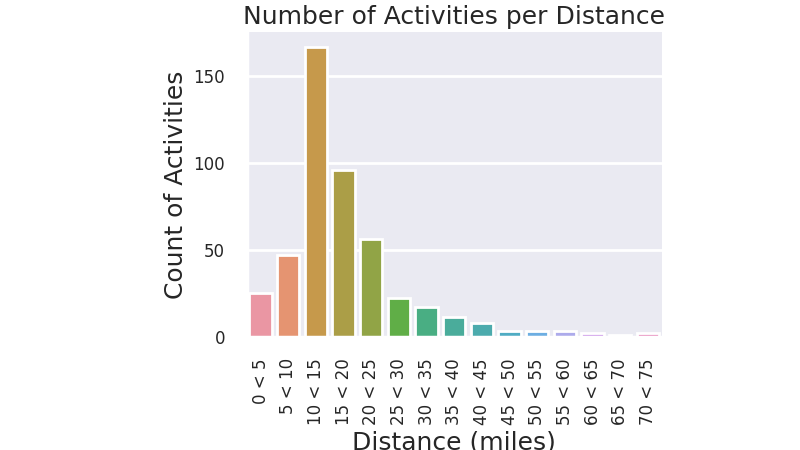 Number of Activities per Distance
Count of Activities
150
100
50
0
0 < 5
5 < 10
10 < 15
15 < 20
20 < 25
25 < 30
30 < 35
35 < 40
40 < 45
45 < 50
50 < 55
55 < 60
60 < 65
65 < 70
70 < 75
Distance (miles)